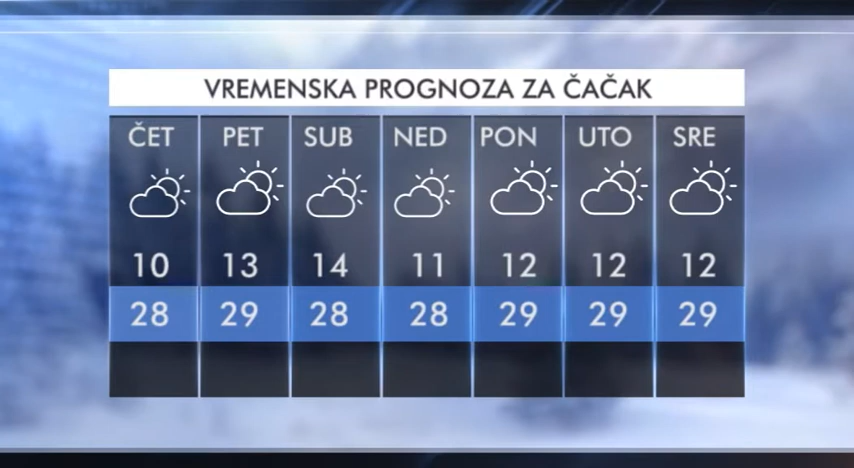 VREMENSKA PROGNOZA ZA ČAČAK
ČET PET SUB NED PON UTO SRE
10 13 14 11 12 12 12
28 29 28 28 29 29 29